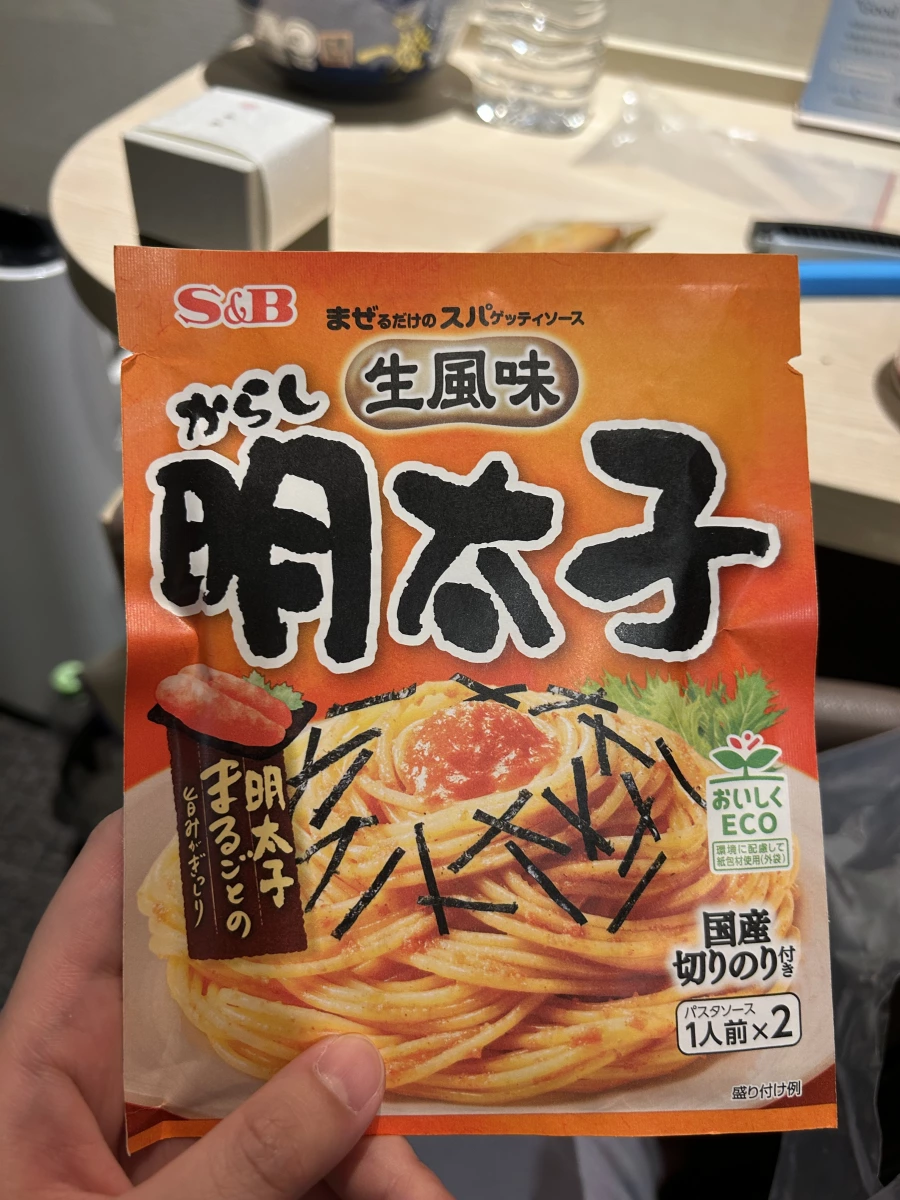 S&B
まぜるだけのスパゲッティソース
生風味
からし
明太子
明太子
まるごとの
旨みがぎっしり
おいしく
ECO
環境に配慮して
紙包材使用(外袋)
国産
切りのり付き
パスタソース
1人前×2
盛り付け例
"Good